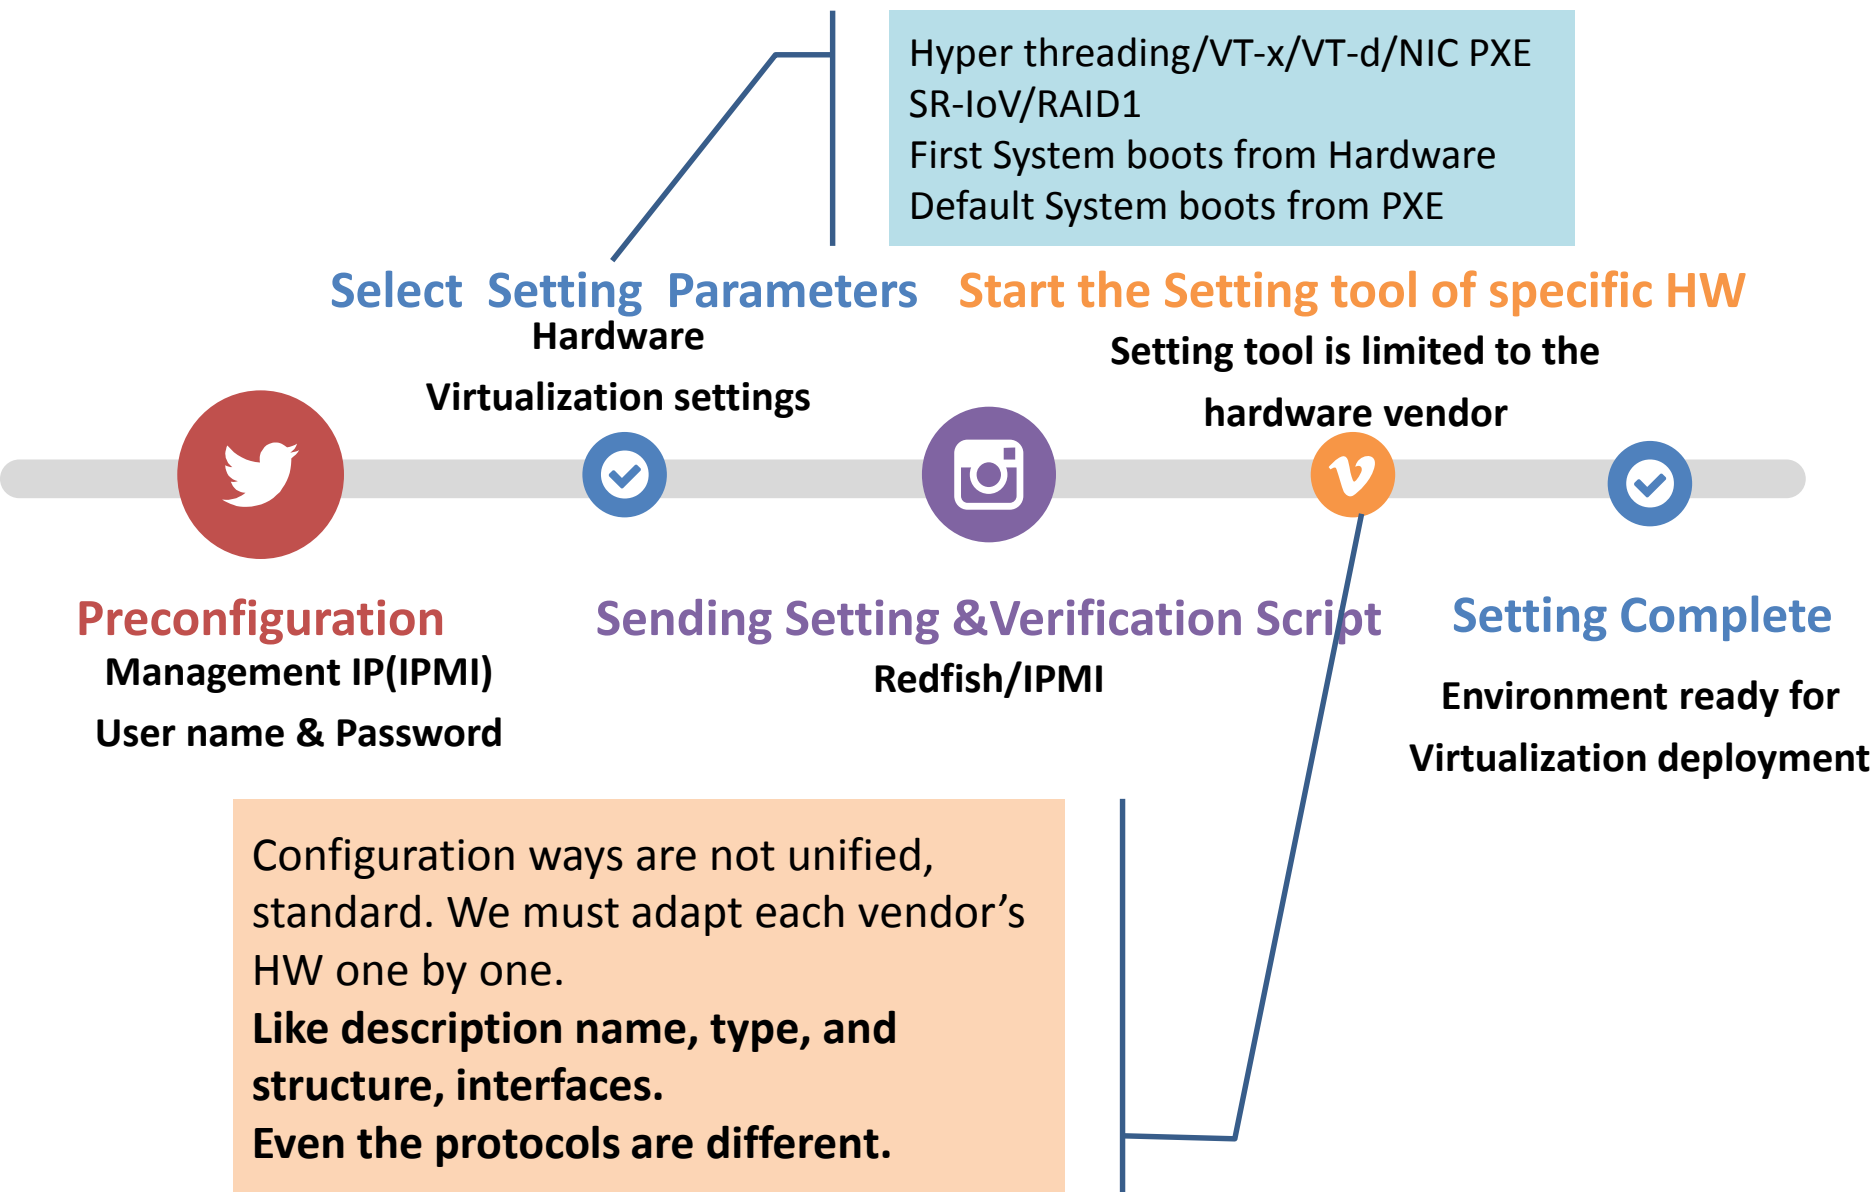 Hyper threading/VT-x/VT-d/NIC PXE
SR-IoV/RAID1
First System boots from Hardware
Default System boots from PXE
Select Setting Parameters
Hardware
Virtualization settings
Start the Setting tool of specific HW
Setting tool is limited to the
hardware vendor
Preconfiguration
Management IP(IPMI)
User name & Password
Sending Setting &Verification Script
Redfish/IPMI
Setting Complete
Environment ready for
Virtualization deployment
Configuration ways are not unified,
standard. We must adapt each vendor’s
HW one by one.
Like description name, type, and
structure, interfaces.
Even the protocols are different.